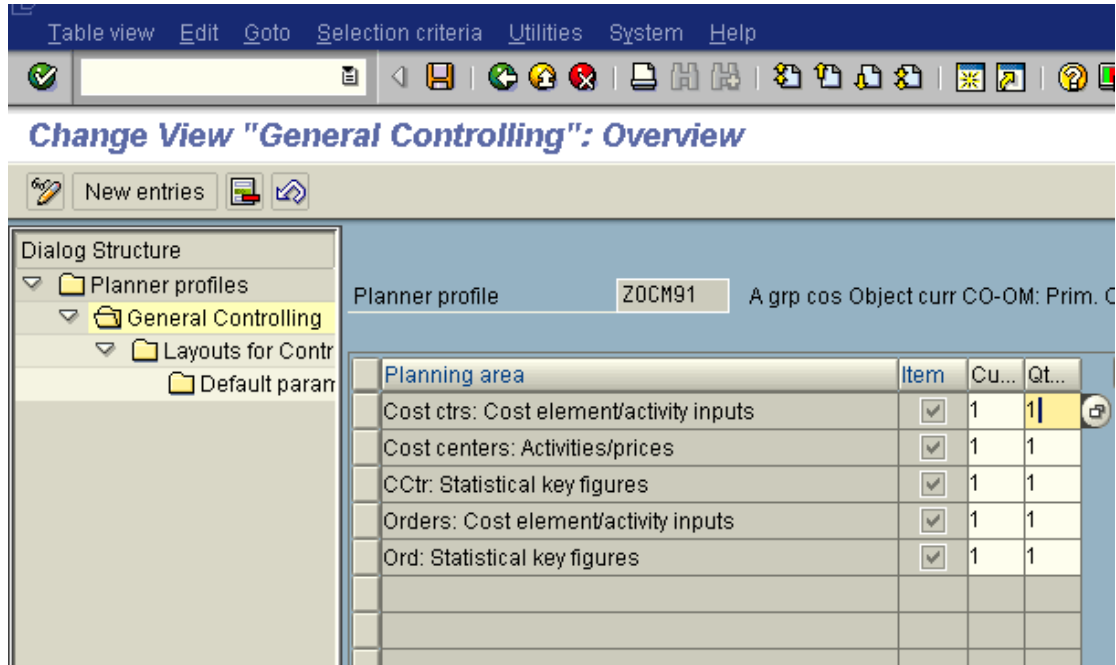 Table view Edit Goto Selection criteria Utilities System Help
Change View "General Controlling": Overview
New entries
Dialog Structure
Planner profiles
General Controlling
Layouts for Contr
Default param
Planner profile Z0CM91 A grp cos Object curr CO-OM: Prim. C
Planning area Item Cu... Qt...
Cost ctrs: Cost element/activity inputs 1 1
Cost centers: Activities/prices 1 1
CCtr: Statistical key figures 1 1
Orders: Cost element/activity inputs 1 1
Ord: Statistical key figures 1 1